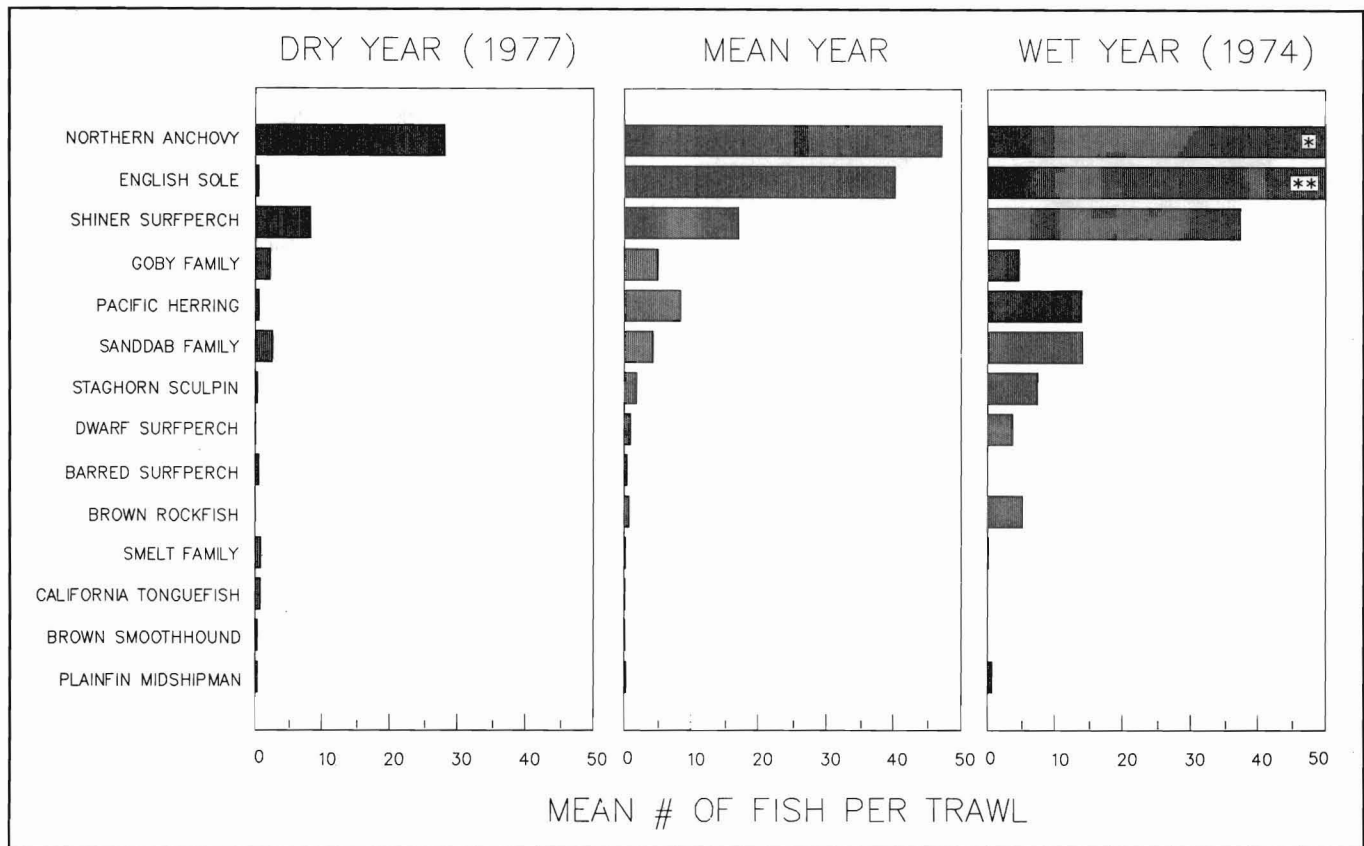 DRY YEAR (1977) MEAN YEAR WET YEAR (1974)
NORTHERN ANCHOVY *
ENGLISH SOLE **
SHINER SURFPERCH
GOBY FAMILY
PACIFIC HERRING
SANDDAB FAMILY
STAGHORN SCULPIN
DWARF SURFPERCH
BARRED SURFPERCH
BROWN ROCKFISH
SMELT FAMILY
CALIFORNIA TONGUEFISH
BROWN SMOOTHHOUND
PLAINFIN MIDSHIPMAN
0 10 20 30 40 50 0 10 20 30 40 50 0 10 20 30 40 50
MEAN # OF FISH PER TRAWL